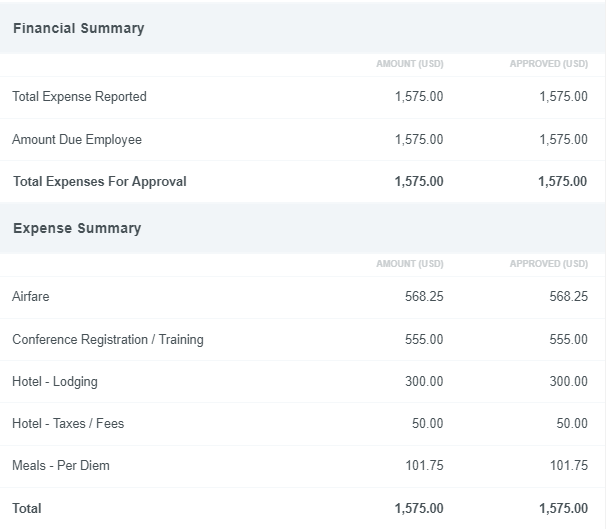 Financial Summary
AMOUNT (USD) APPROVED (USD)
Total Expense Reported 1,575.00 1,575.00
Amount Due Employee 1,575.00 1,575.00
Total Expenses For Approval 1,575.00 1,575.00
Expense Summary
AMOUNT (USD) APPROVED (USD)
Airfare 568.25 568.25
Conference Registration / Training 555.00 555.00
Hotel - Lodging 300.00 300.00
Hotel - Taxes / Fees 50.00 50.00
Meals - Per Diem 101.75 101.75
Total 1,575.00 1,575.00